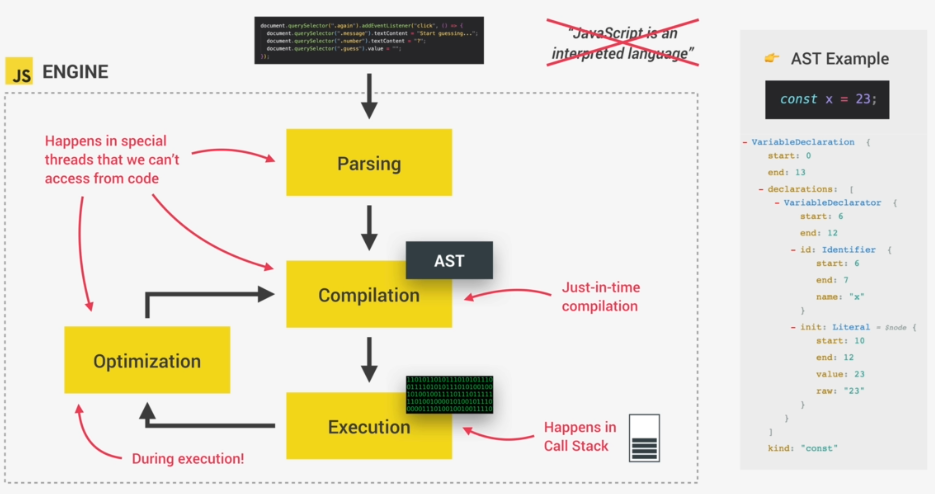 document.querySelector(".again").addEventListener("click", () => {
document.querySelector(".message").textContent = "Start guessing...";
document.querySelector(".number").textContent = "?";
document.querySelector(".guess").value = "";
});
“JavaScript is an
interpreted language”
JS ENGINE
Happens in special
threads that we can't
access from code
Parsing
AST
Compilation
Just-in-time
compilation
Optimization
Execution
Happens in
Call Stack
During execution!
👉 AST Example
const x = 23;
- VariableDeclaration {
start: 0
end: 13
- declarations: [
- VariableDeclarator {
start: 6
end: 12
- id: Identifier {
start: 6
end: 7
name: "x"
}
- init: Literal = $node {
start: 10
end: 12
value: 23
raw: "23"
}
}
]
kind: "const"